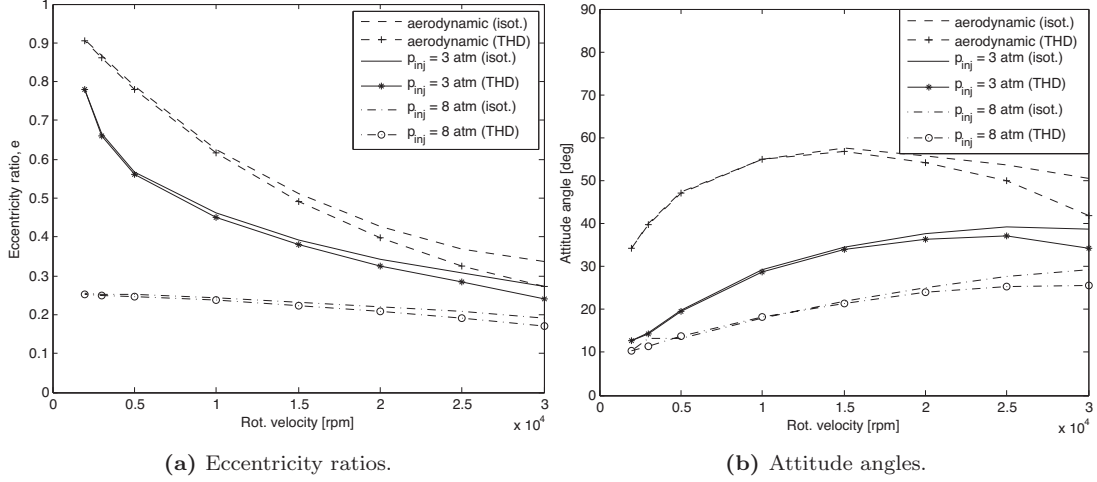 1
0.9
0.8
0.7
0.6
0.5
0.4
0.3
0.2
0.1
0
Eccentricity ratio, e
aerodynamic (isot.)
aerodynamic (THD)
p_inj = 3 atm (isot.)
p_inj = 3 atm (THD)
p_inj = 8 atm (isot.)
p_inj = 8 atm (THD)
0 0.5 1 1.5 2 2.5 3
Rot. velocity [rpm]
x 10^4
(a) Eccentricity ratios.
90
80
70
60
50
40
30
20
10
0
Attitude angle [deg]
aerodynamic (isot.)
aerodynamic (THD)
p_inj = 3 atm (isot.)
p_inj = 3 atm (THD)
p_inj = 8 atm (isot.)
p_inj = 8 atm (THD)
0 0.5 1 1.5 2 2.5 3
Rot. velocity [rpm]
x 10^4
(b) Attitude angles.